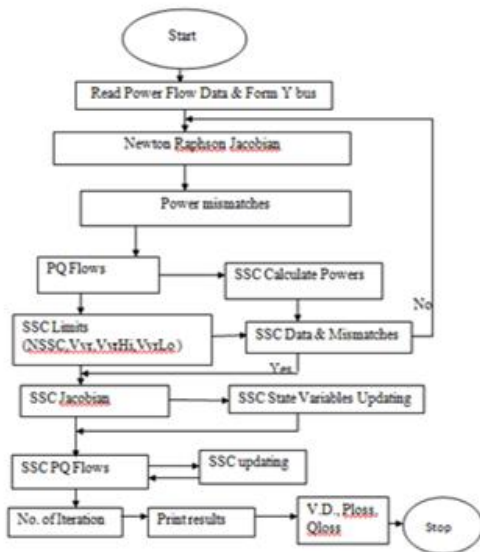 Start
Read Power Flow Data & Form Y bus
Newton Raphson Jacobian
Power mismatches
PQ Flows
SSC Calculate Powers
No
SSC Limits
(NSSC,Vvr,VvrHi,VvrLo)
SSC Data & Mismatches
Yes
SSC Jacobian
SSC State Variables Updating
SSC PQ Flows
SSC updating
No. of Iteration
Print results
V.D., Ploss,
Qloss
Stop